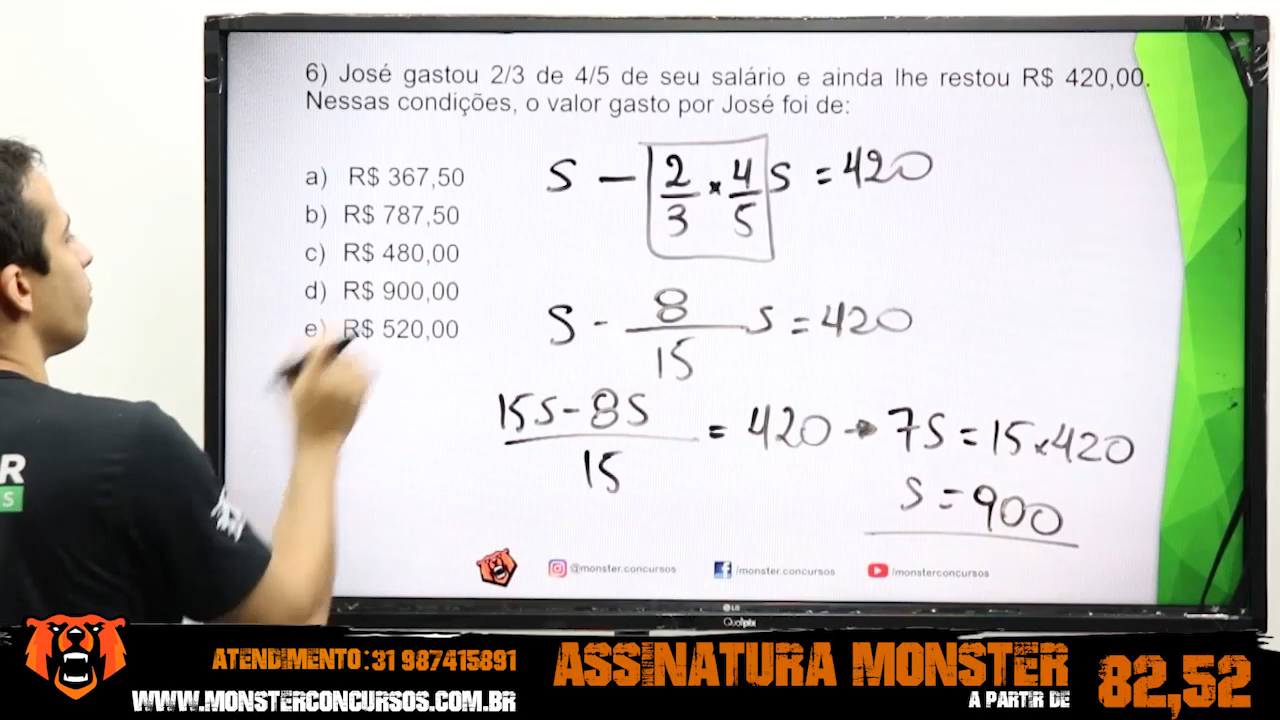 6) José gastou 2/3 de 4/5 de seu salário e ainda lhe restou R$ 420,00.
Nessas condições, o valor gasto por José foi de:
a) R$ 367,50
b) R$ 787,50
c) R$ 480,00
d) R$ 900,00
e) R$ 520,00
S - 2/3 × 4/5 S = 420
S - 8/15 S = 420
15S - 8S / 15 = 420 → 7S = 15×420
S = 900
@monster.concursos /monster.concursos /monsterconcursos
LG
Qualipix
R
S
ATENDIMENTO: 31 987415891
WWW.MONSTERCONCURSOS.COM.BR
ASSINATURA MONSTER
A PARTIR DE
82,52